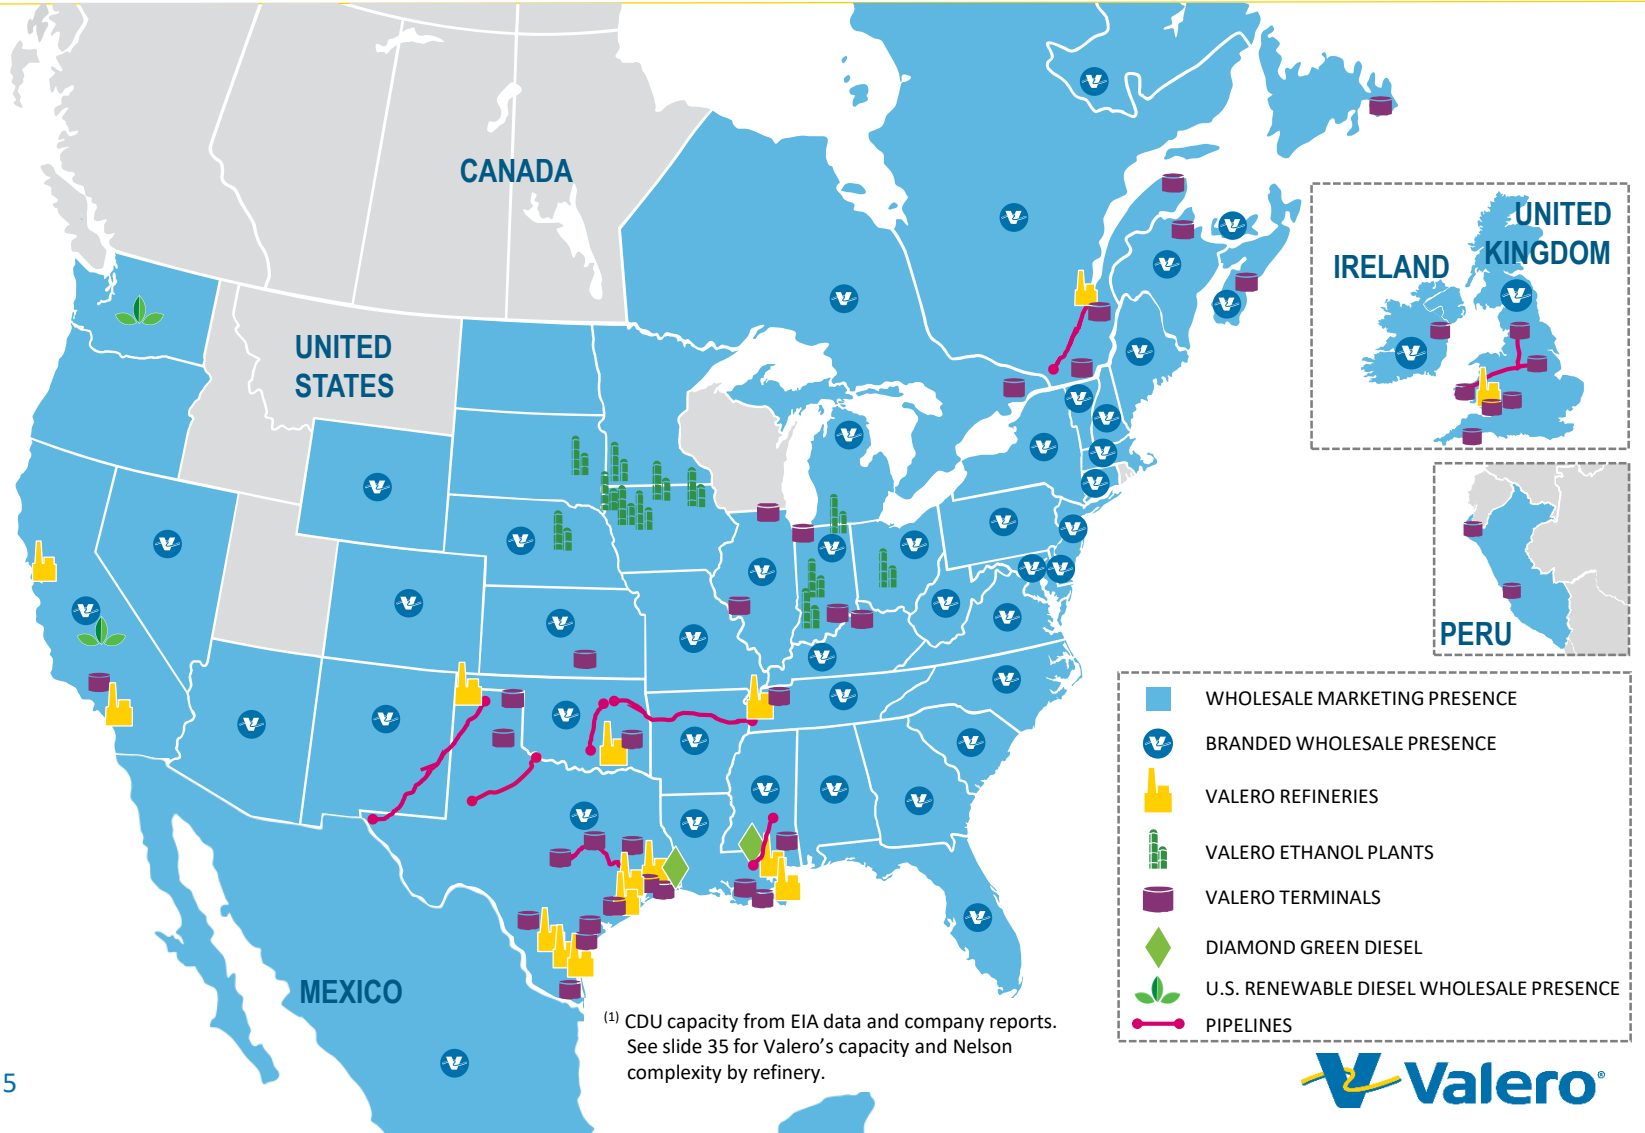 CANADA
UNITED
STATES
MEXICO
IRELAND
UNITED
KINGDOM
PERU
WHOLESALE MARKETING PRESENCE
BRANDED WHOLESALE PRESENCE
VALERO REFINERIES
VALERO ETHANOL PLANTS
VALERO TERMINALS
DIAMOND GREEN DIESEL
U.S. RENEWABLE DIESEL WHOLESALE PRESENCE
PIPELINES
(1) CDU capacity from EIA data and company reports.
See slide 35 for Valero's capacity and Nelson
complexity by refinery.
5
Valero®